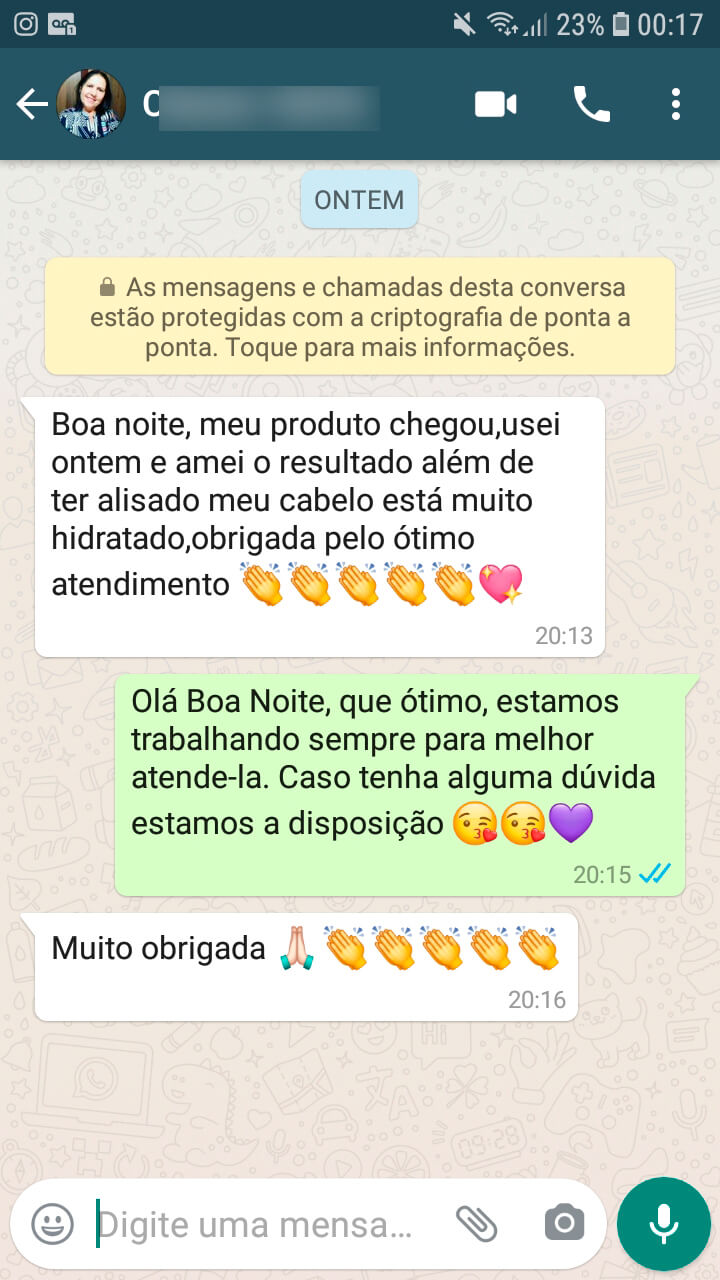 23% 00:17
C
ONTEM
As mensagens e chamadas desta conversa
estão protegidas com a criptografia de ponta a
ponta. Toque para mais informações.
Boa noite, meu produto chegou,usei
ontem e amei o resultado além de
ter alisado meu cabelo está muito
hidratado,obrigada pelo ótimo
atendimento 👏👏👏👏👏💖
20:13
Olá Boa Noite, que ótimo, estamos
trabalhando sempre para melhor
atende-la. Caso tenha alguma dúvida
estamos a disposição 😘😘💜
20:15
Muito obrigada 🙏🏻👏👏👏👏👏
20:16
Digite uma mensa...